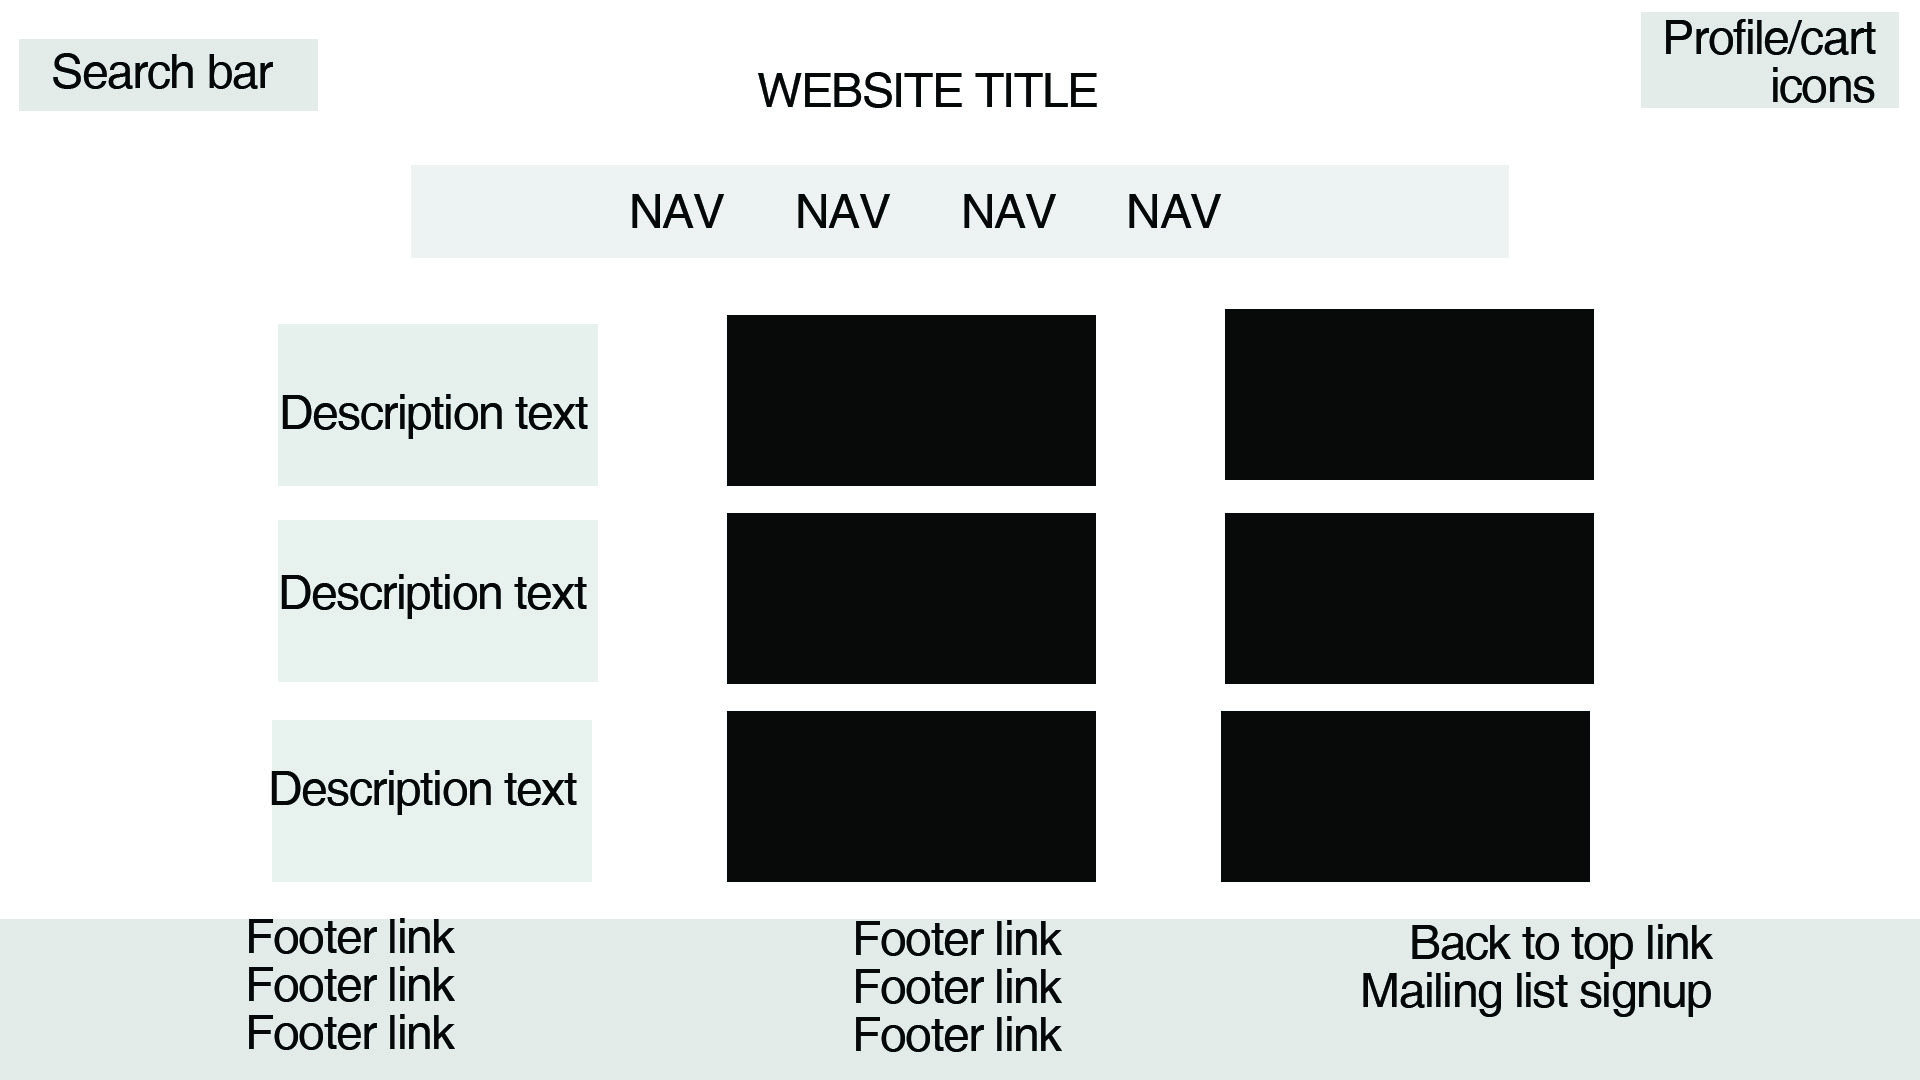 Search bar
WEBSITE TITLE
Profile/cart
icons
NAV NAV NAV NAV
Description text
Description text
Description text
Footer link
Footer link
Footer link
Footer link
Footer link
Footer link
Back to top link
Mailing list signup